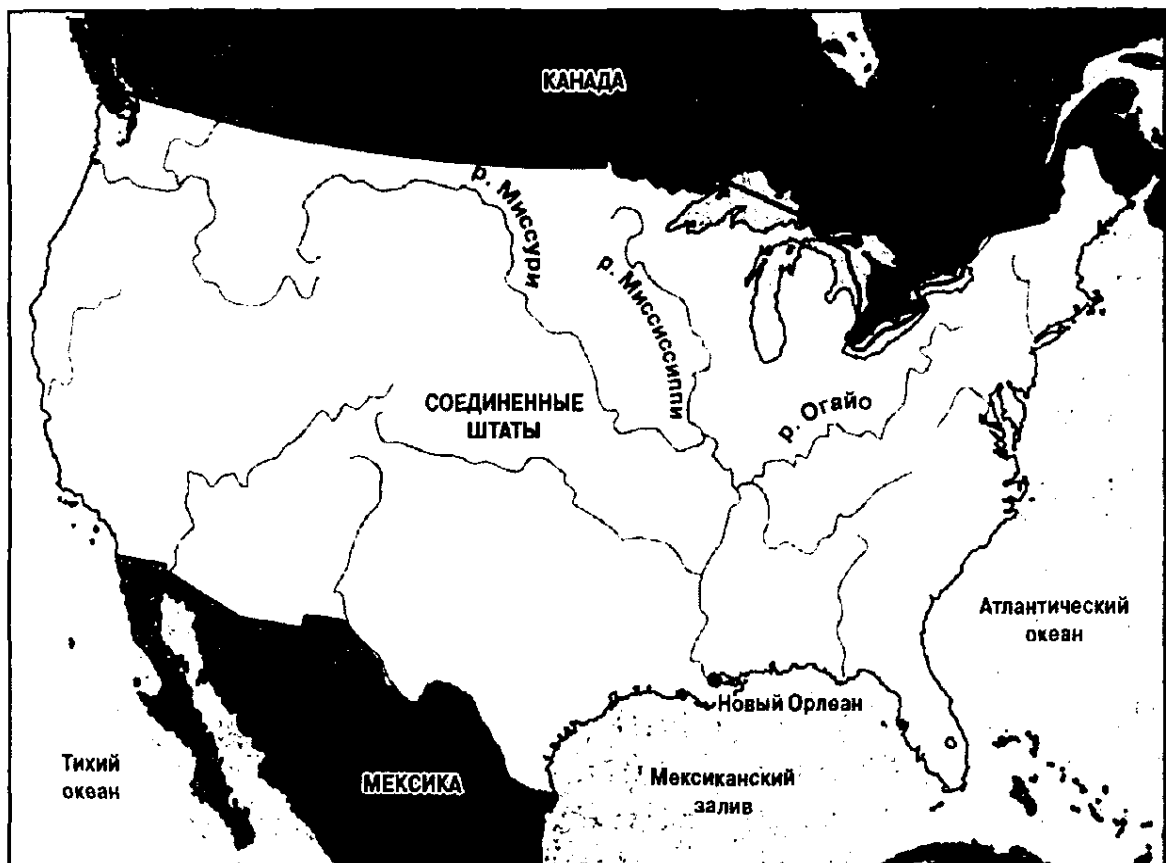 КАНАДА
р. Миссури
р. Миссисипи
СОЕДИНЕННЫЕ
ШТАТЫ
р. Огайо
Атлантический
океан
Новый Орлеан
Тихий
океан
МЕКСИКА
Мексиканский
залив